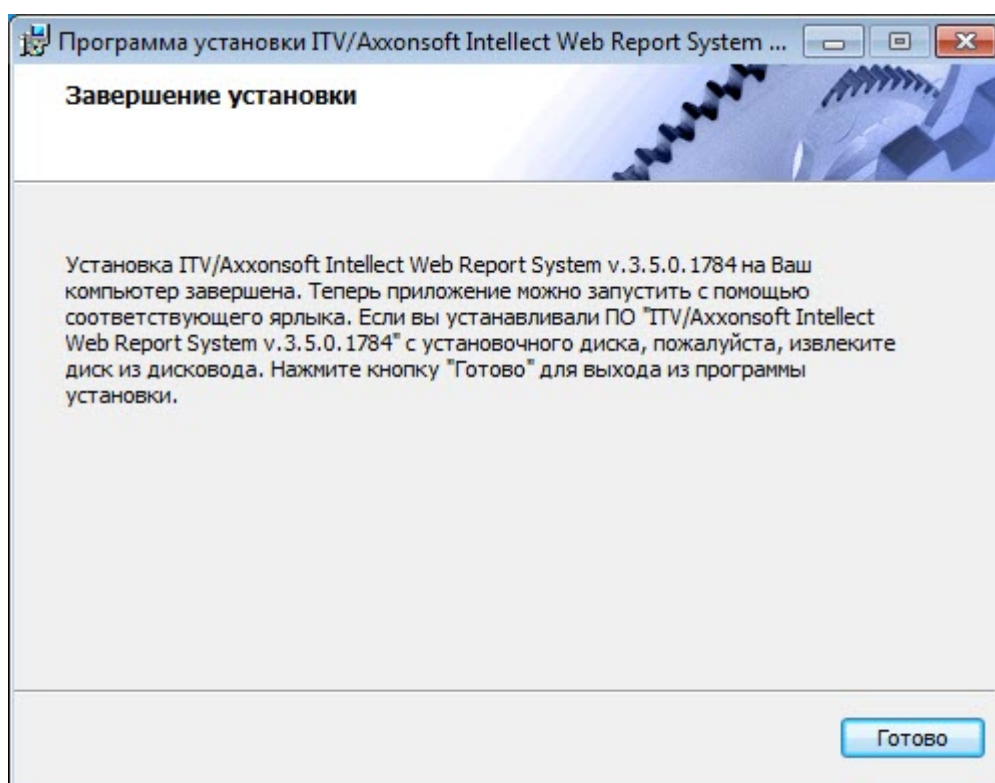 Программа установки ITV/Axxonsoft Intellect Web Report System ...
Завершение установки
Установка ITV/Axxonsoft Intellect Web Report System v.3.5.0.1784 на Ваш
компьютер завершена. Теперь приложение можно запустить с помощью
соответствующего ярлыка. Если вы устанавливали ПО "ITV/Axxonsoft Intellect
Web Report System v.3.5.0.1784" с установочного диска, пожалуйста, извлеките
диск из дисковода. Нажмите кнопку "Готово" для выхода из программы
установки.
Готово